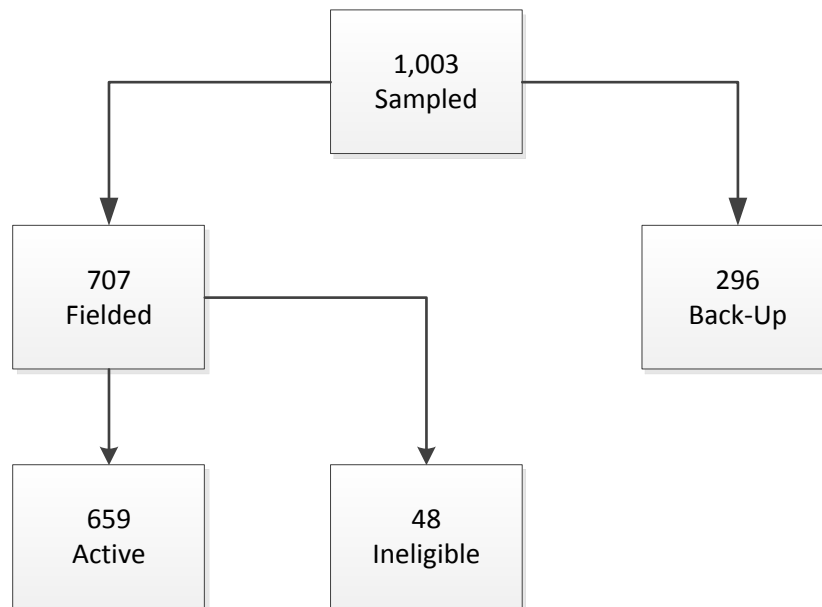 1,003
Sampled
707
Fielded
296
Back-Up
659
Active
48
Ineligible